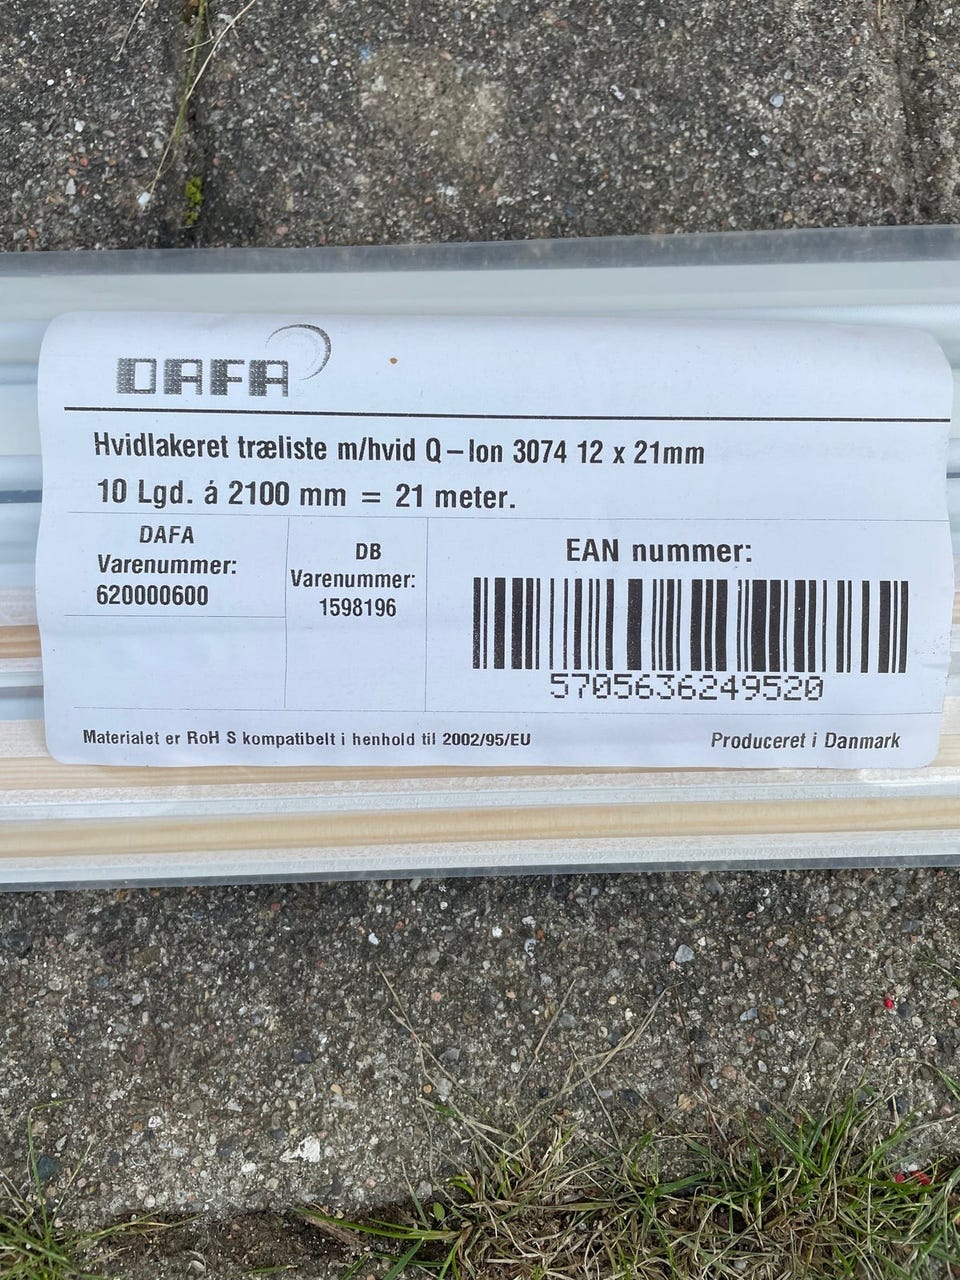 DAFA
Hvidlakeret træliste m/hvid Q-lon 3074 12 x 21mm
10 Lgd. á 2100 mm = 21 meter.
DAFA
Varenummer:
620000600
DB
Varenummer:
1598196
EAN nummer:
5705636249520
Materialet er RoH S kompatibelt i henhold til 2002/95/EU
Produceret i Danmark